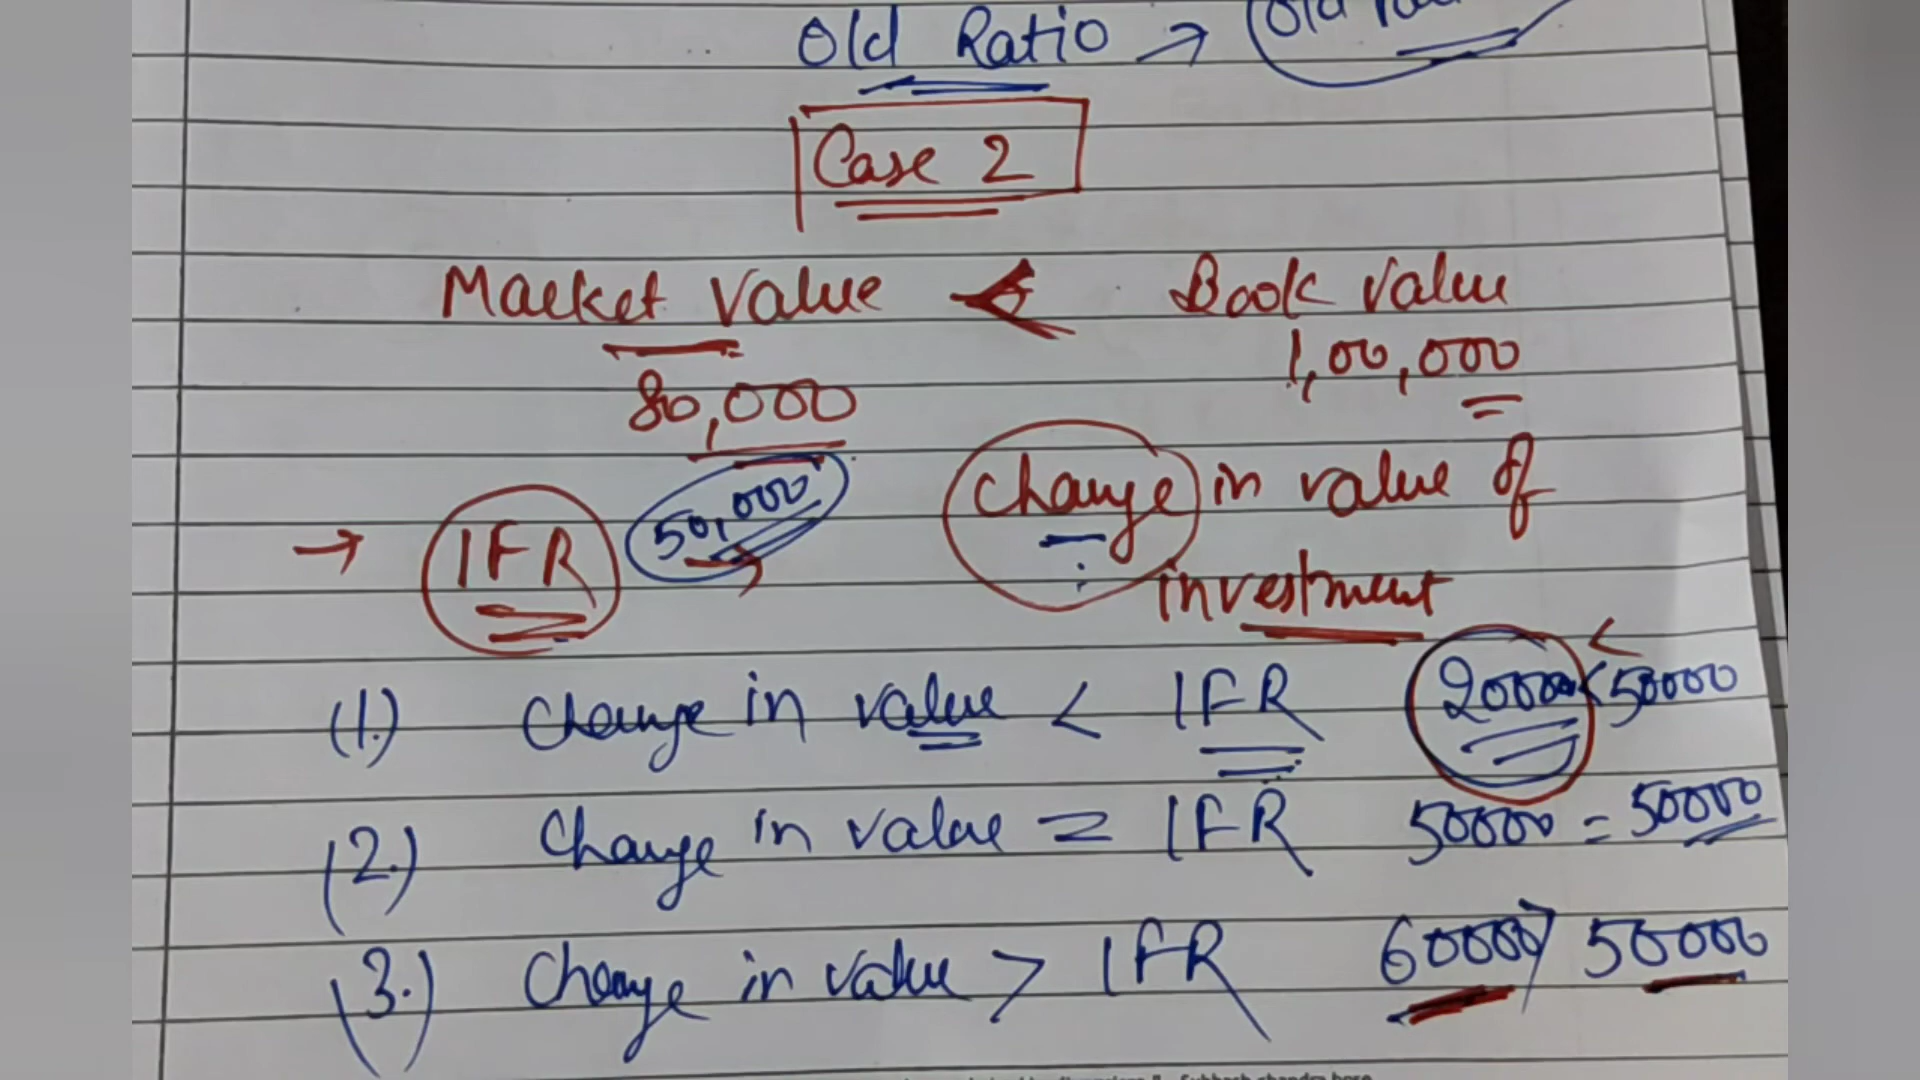 Old Ratio → Old
Case 2
Market Value < Book Value
80,000 1,00,000
→ IFR 50,000 → change in value of
investment
(1.) Change in value < IFR 20000 < 50000
(2.) Change in value = IFR 50000 = 50000
(3.) Change in value > IFR 60000 > 50000